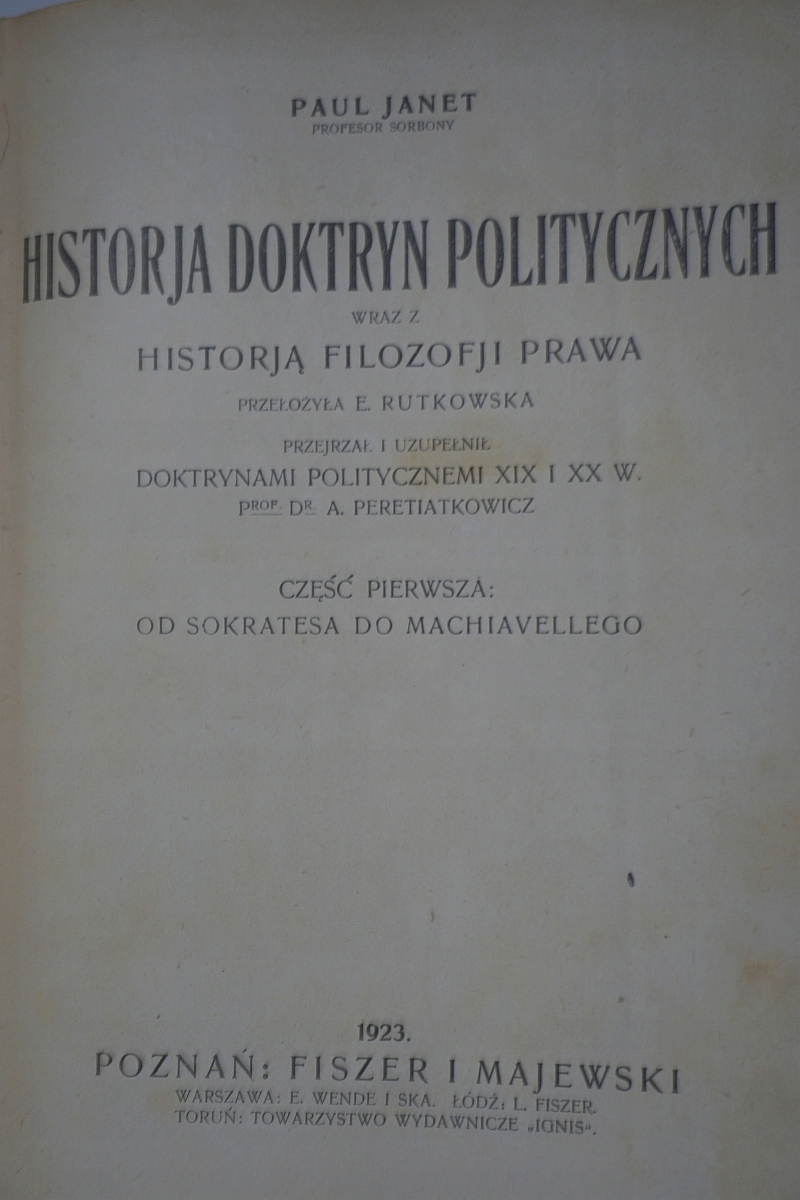 PAUL JANET
PROFESOR SORBONY
HISTORJA DOKTRYN POLITYCZNYCH
WRAZ Z
HISTORJĄ FILOZOFJI PRAWA
PRZEŁOŻYŁA E. RUTKOWSKA
PRZEJRZAŁ I UZUPEŁNIŁ
DOKTRYNAMI POLITYCZNEMI XIX I XX W.
PROF. DR. A. PERETIATKOWICZ
CZĘŚĆ PIERWSZA:
OD SOKRATESA DO MACHIAVELLEGO
1923.
POZNAŃ: FISZER I MAJEWSKI
WARSZAWA: E. WENDE I SKA. ŁÓDŹ: L. FISZER.
TORUŃ: TOWARZYSTWO WYDAWNICZE „IGNIS“.